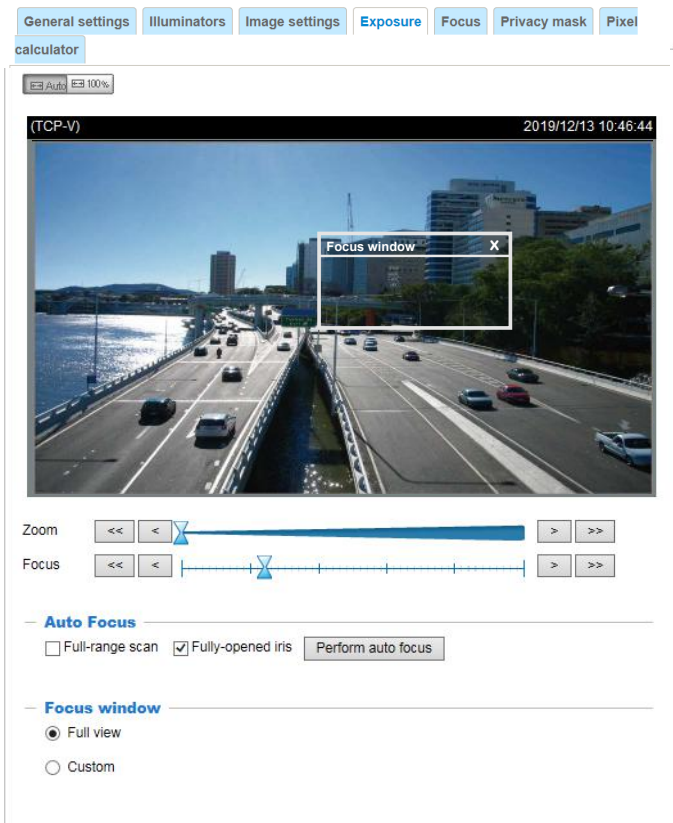 General settings Illuminators Image settings Exposure Focus Privacy mask Pixel
calculator
Auto 100%
(TCP-V) 2019/12/13 10:46:44
Focus window X
Zoom << < > >>
Focus << < > >>
Auto Focus
Full-range scan Fully-opened iris Perform auto focus
Focus window
Full view
Custom